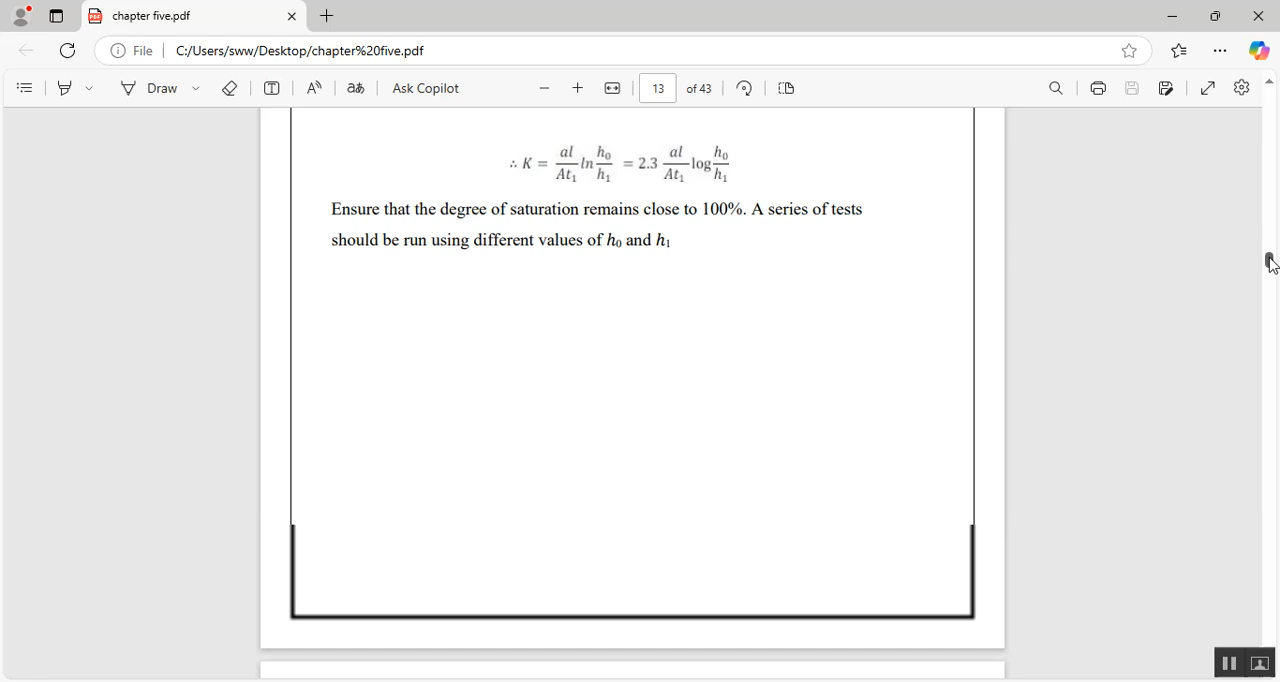 chapter five.pdf
File
C:/Users/sww/Desktop/chapter%20five.pdf
Draw
aあ
Ask Copilot
13
of 43
∴ K = al/At₁ ln h₀/h₁ = 2.3 al/At₁ log h₀/h₁
Ensure that the degree of saturation remains close to 100%. A series of tests
should be run using different values of h₀ and h₁